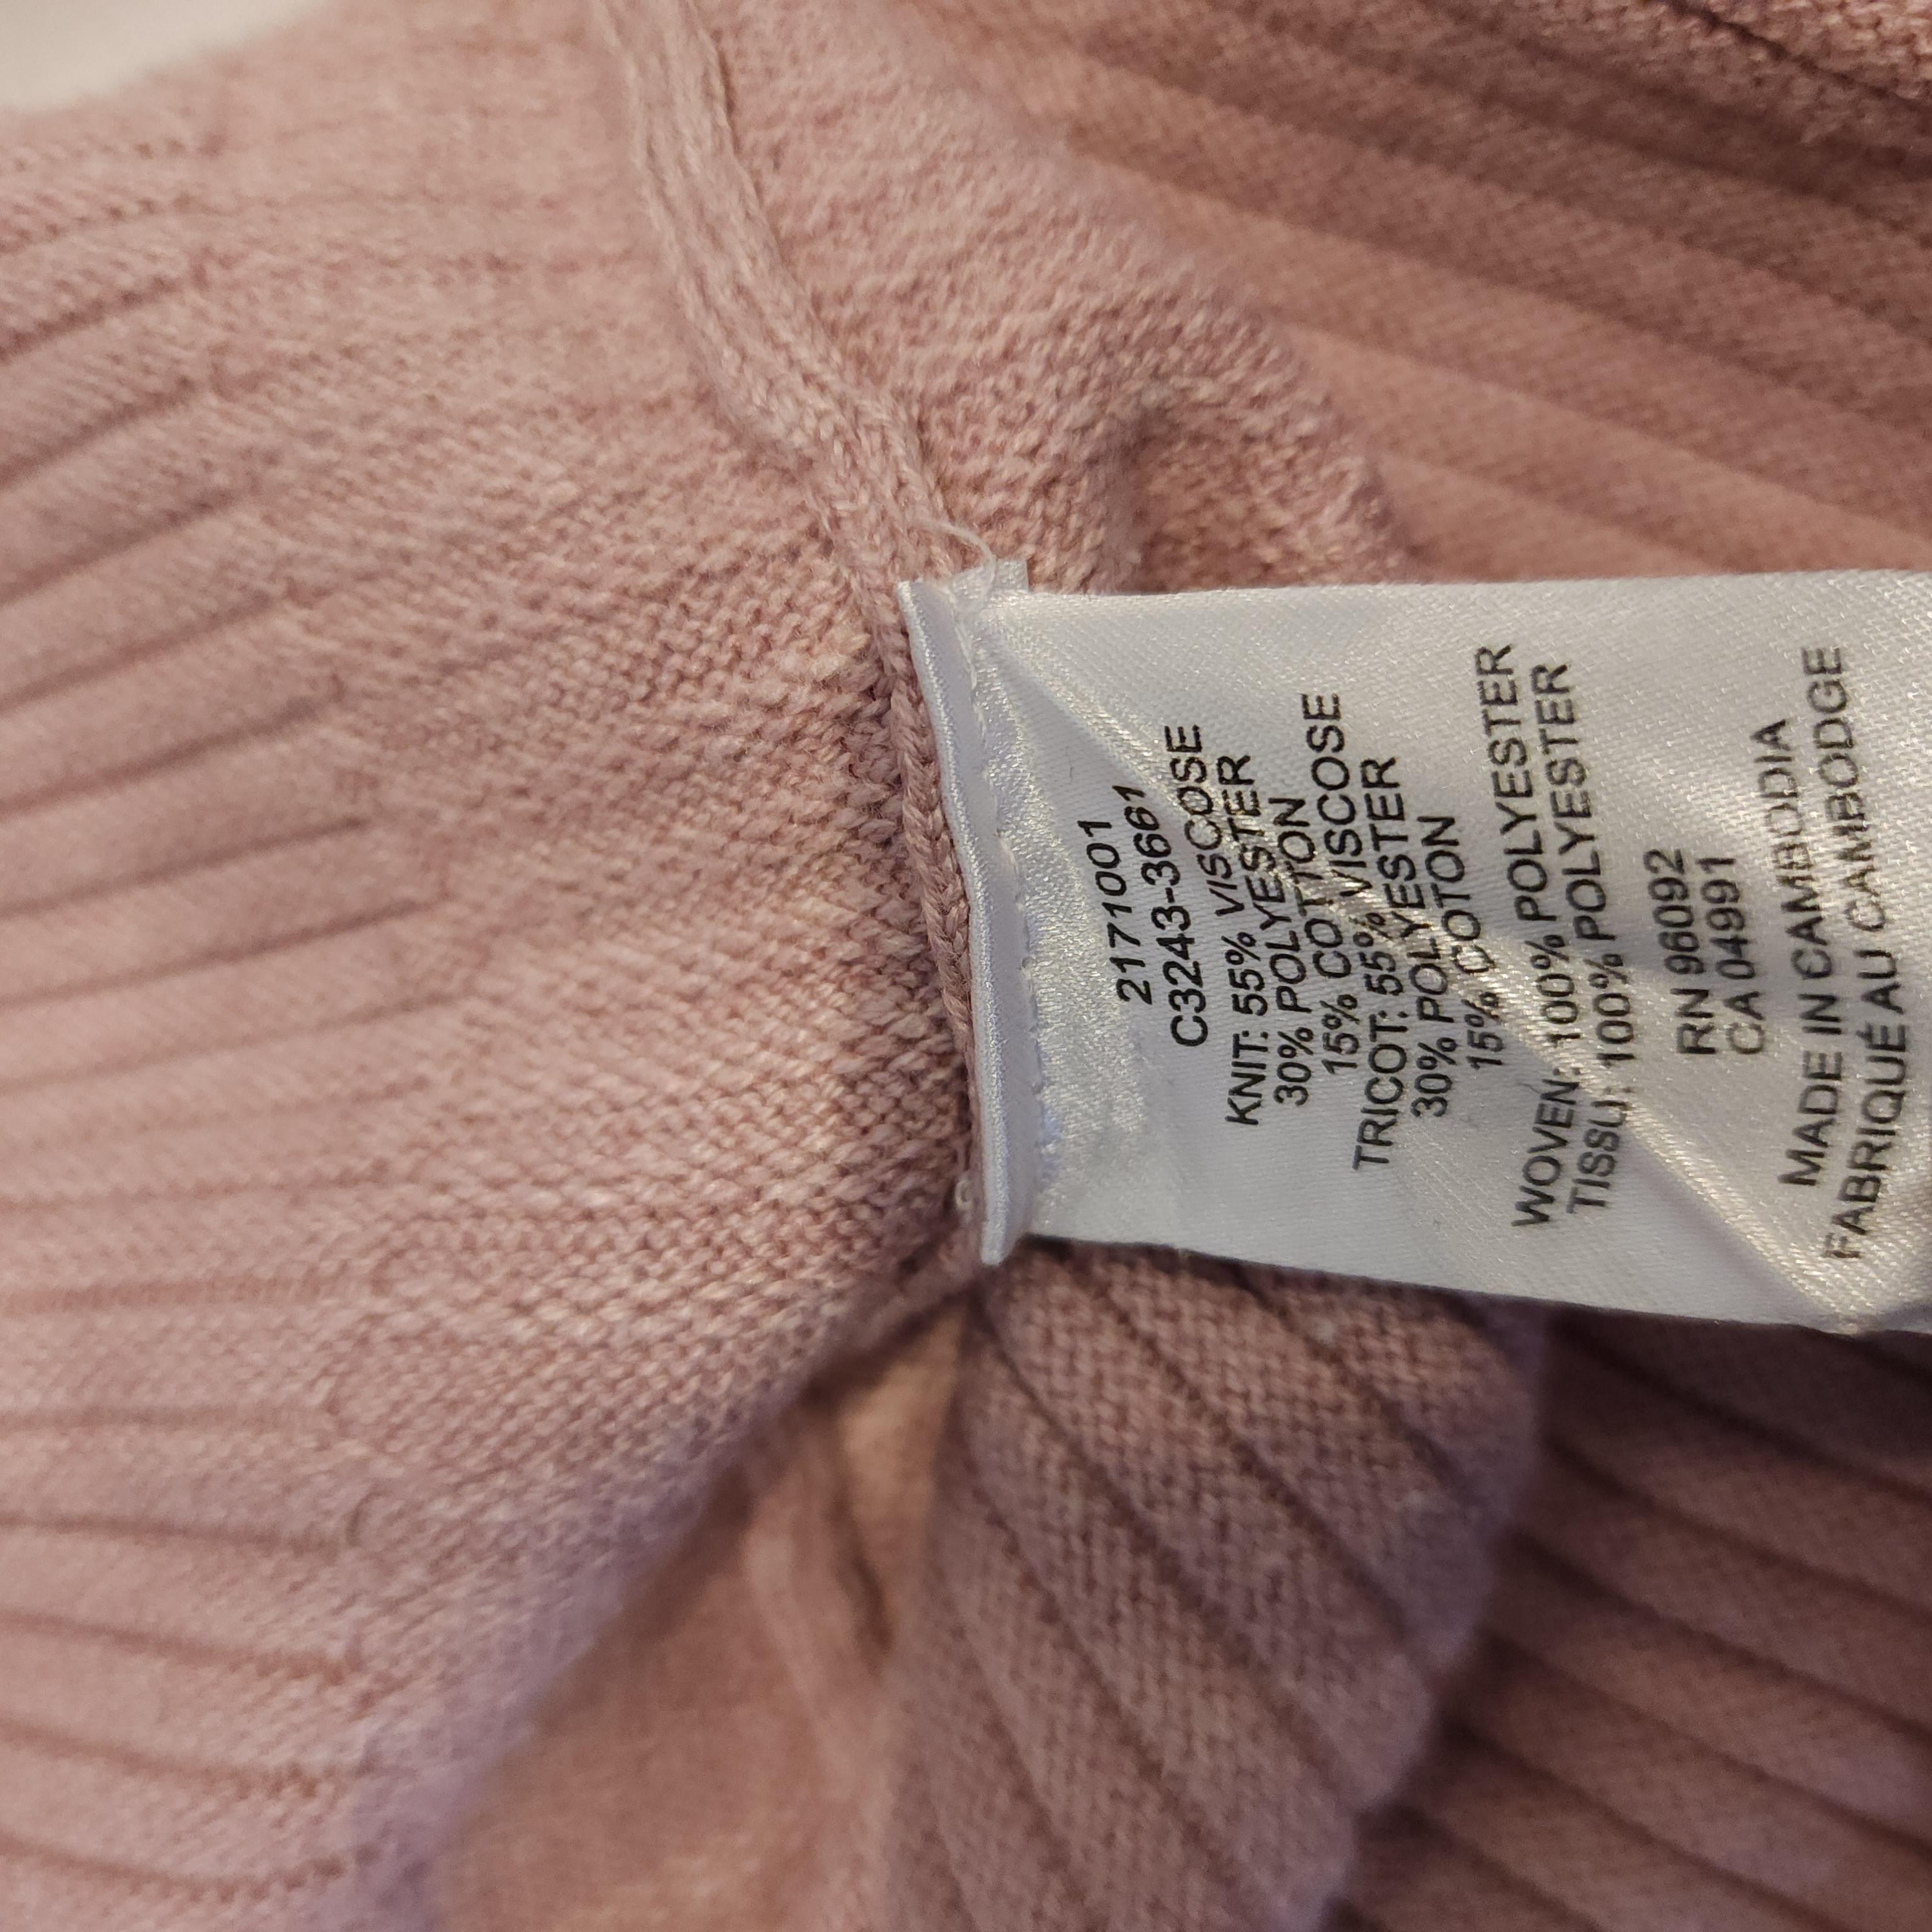 2171001
C3243-3661
KNIT: 55% VISCOSE
30% POLYESTER
15% COTTON
TRICOT: 55% VISCOSE
30% POLYESTER
15% COTON
WOVEN: 100% POLYESTER
TISSU: 100% POLYESTER
RN 96092
CA 04991
MADE IN CAMBODIA
FABRIQUÉ AU CAMBODGE